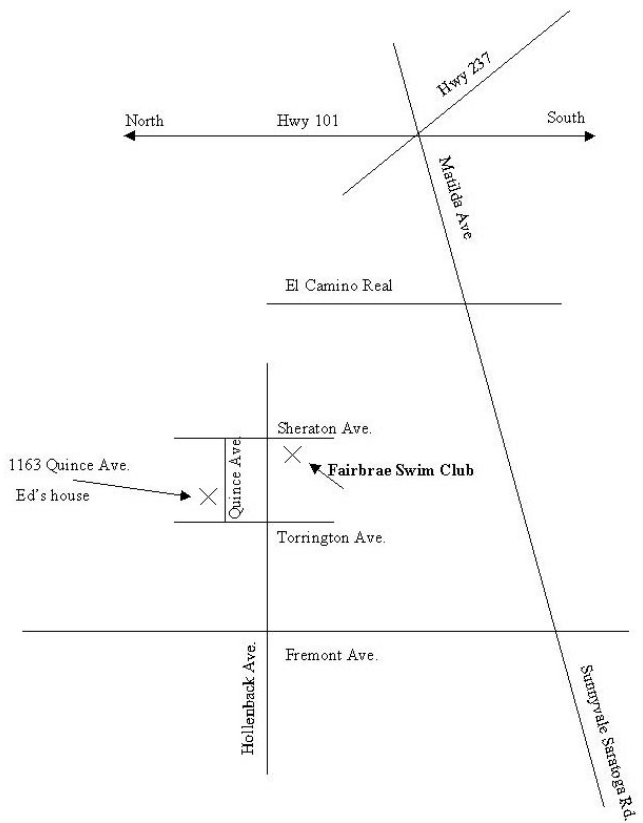 Hwy 237
North
Hwy 101
South
Matilda Ave
El Camino Real
Sheraton Ave.
1163 Quince Ave.
Ed's house
Quince Ave.
Fairbrae Swim Club
Torrington Ave.
Fremont Ave.
Hollenback Ave.
Sunnyvale Saratoga Rd.